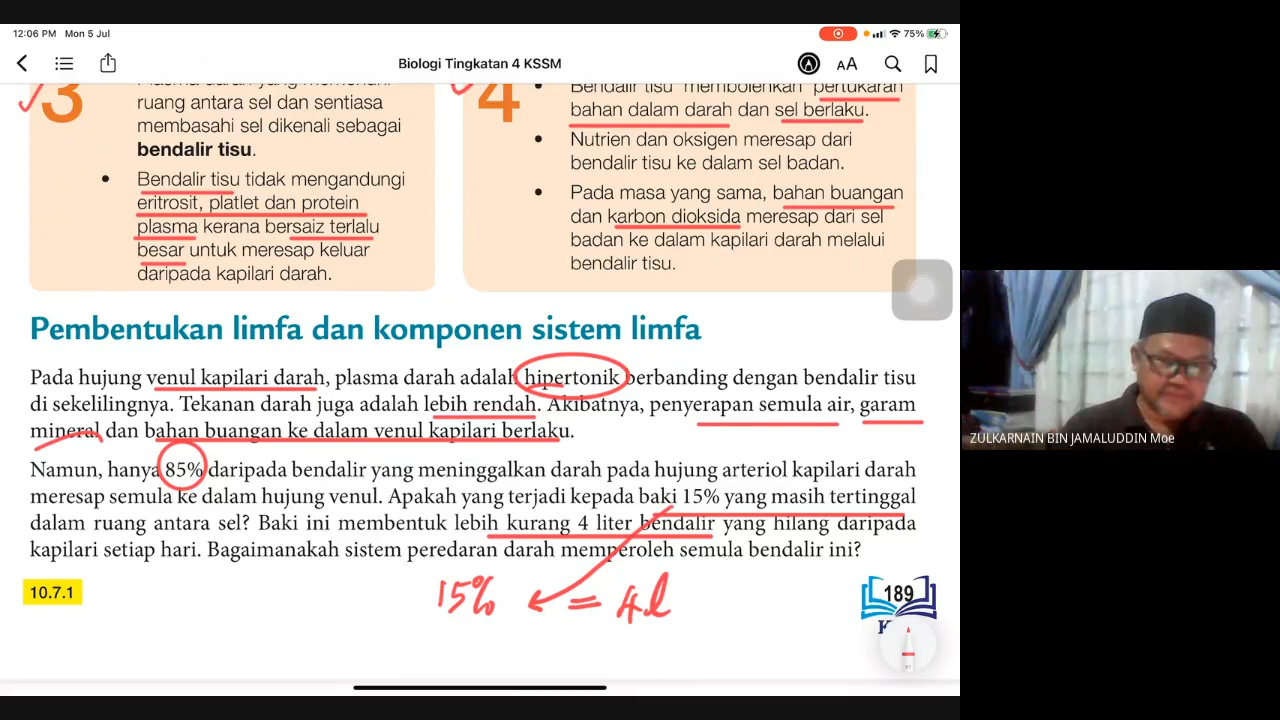 12:06 PM Mon 5 Jul
75%
Biologi Tingkatan 4 KSSM
AA
3
ruang antara sel dan sentiasa
membasahi sel dikenali sebagai
bendalir tisu.
• Bendalir tisu tidak mengandungi
eritrosit, platlet dan protein
plasma kerana bersaiz terlalu
besar untuk meresap keluar
daripada kapilari darah.
4
• Bendalir tisu membolehkan pertukaran
bahan dalam darah dan sel berlaku.
• Nutrien dan oksigen meresap dari
bendalir tisu ke dalam sel badan.
• Pada masa yang sama, bahan buangan
dan karbon dioksida meresap dari sel
badan ke dalam kapilari darah melalui
bendalir tisu.
Pembentukan limfa dan komponen sistem limfa
Pada hujung venul kapilari darah, plasma darah adalah hipertonik berbanding dengan bendalir tisu
di sekelilingnya. Tekanan darah juga adalah lebih rendah. Akibatnya, penyerapan semula air, garam
mineral dan bahan buangan ke dalam venul kapilari berlaku.
Namun, hanya 85% daripada bendalir yang meninggalkan darah pada hujung arteriol kapilari darah
meresap semula ke dalam hujung venul. Apakah yang terjadi kepada baki 15% yang masih tertinggal
dalam ruang antara sel? Baki ini membentuk lebih kurang 4 liter bendalir yang hilang daripada
kapilari setiap hari. Bagaimanakah sistem peredaran darah memperoleh semula bendalir ini?
15% = 4l
10.7.1
189
ZULKARNAIN BIN JAMALUDDIN Moe